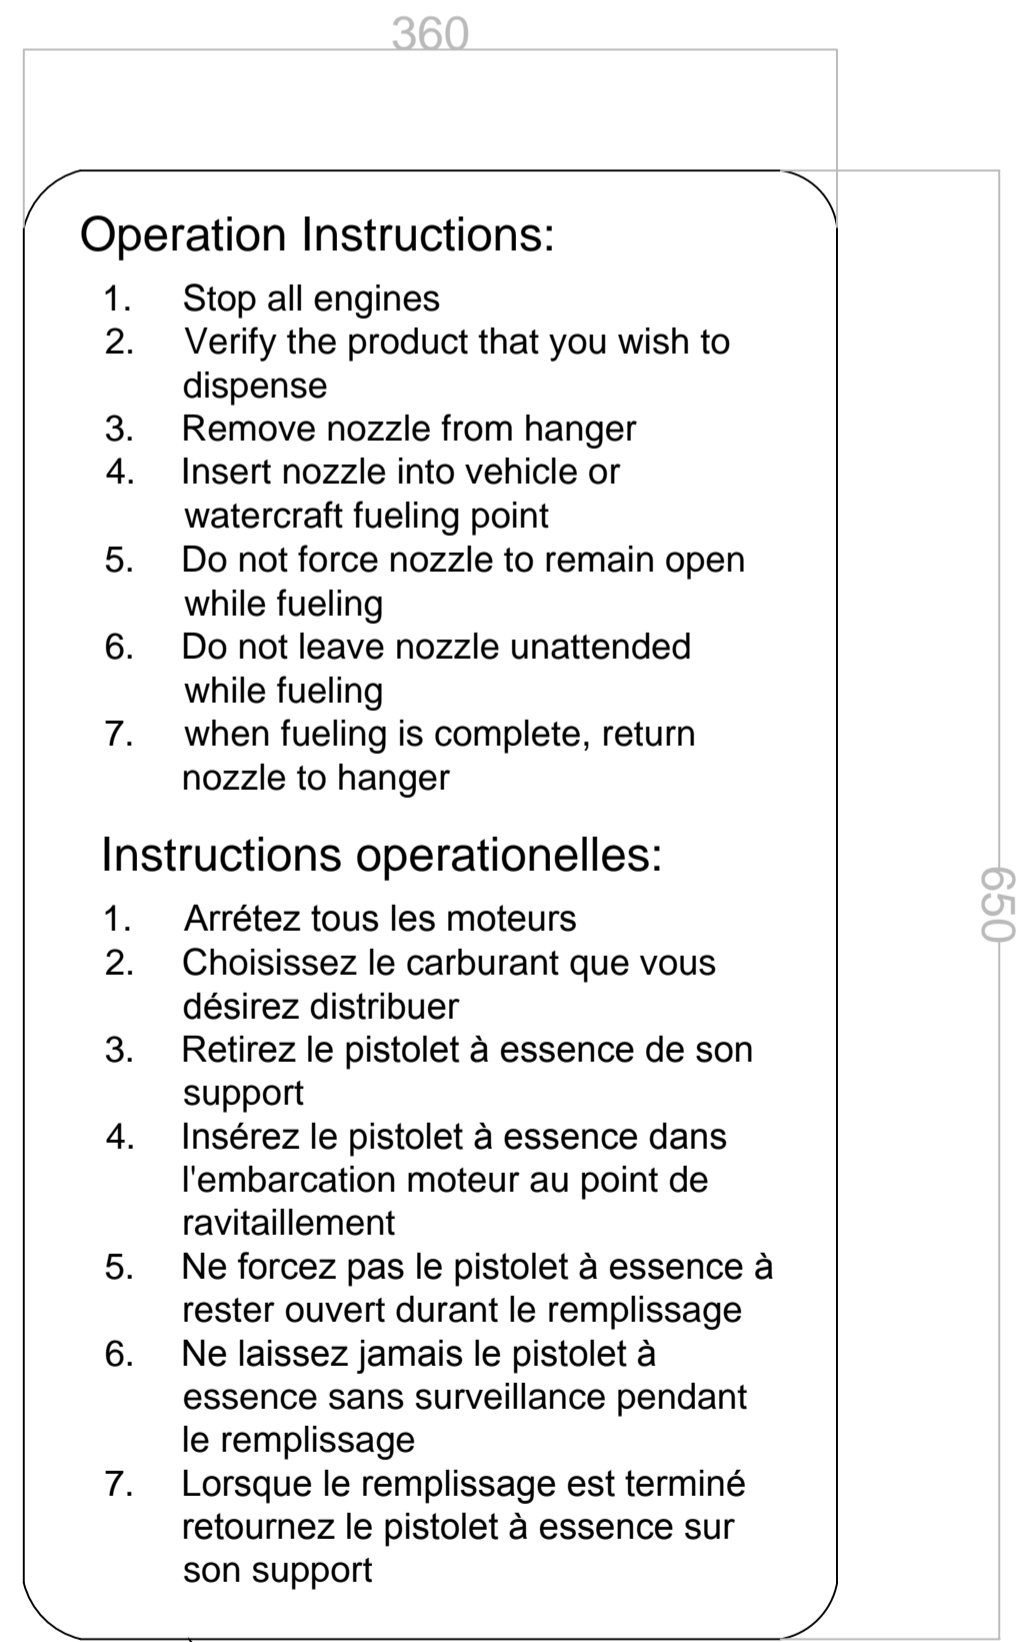 360
Operation Instructions:
1. Stop all engines
2. Verify the product that you wish to
dispense
3. Remove nozzle from hanger
4. Insert nozzle into vehicle or
watercraft fueling point
5. Do not force nozzle to remain open
while fueling
6. Do not leave nozzle unattended
while fueling
7. when fueling is complete, return
nozzle to hanger
Instructions operationelles:
1. Arrétez tous les moteurs
2. Choisissez le carburant que vous
désirez distribuer
3. Retirez le pistolet à essence de son
support
4. Insérez le pistolet à essence dans
l'embarcation moteur au point de
ravitaillement
5. Ne forcez pas le pistolet à essence à
rester ouvert durant le remplissage
6. Ne laissez jamais le pistolet à
essence sans surveillance pendant
le remplissage
7. Lorsque le remplissage est terminé
retournez le pistolet à essence sur
son support
650